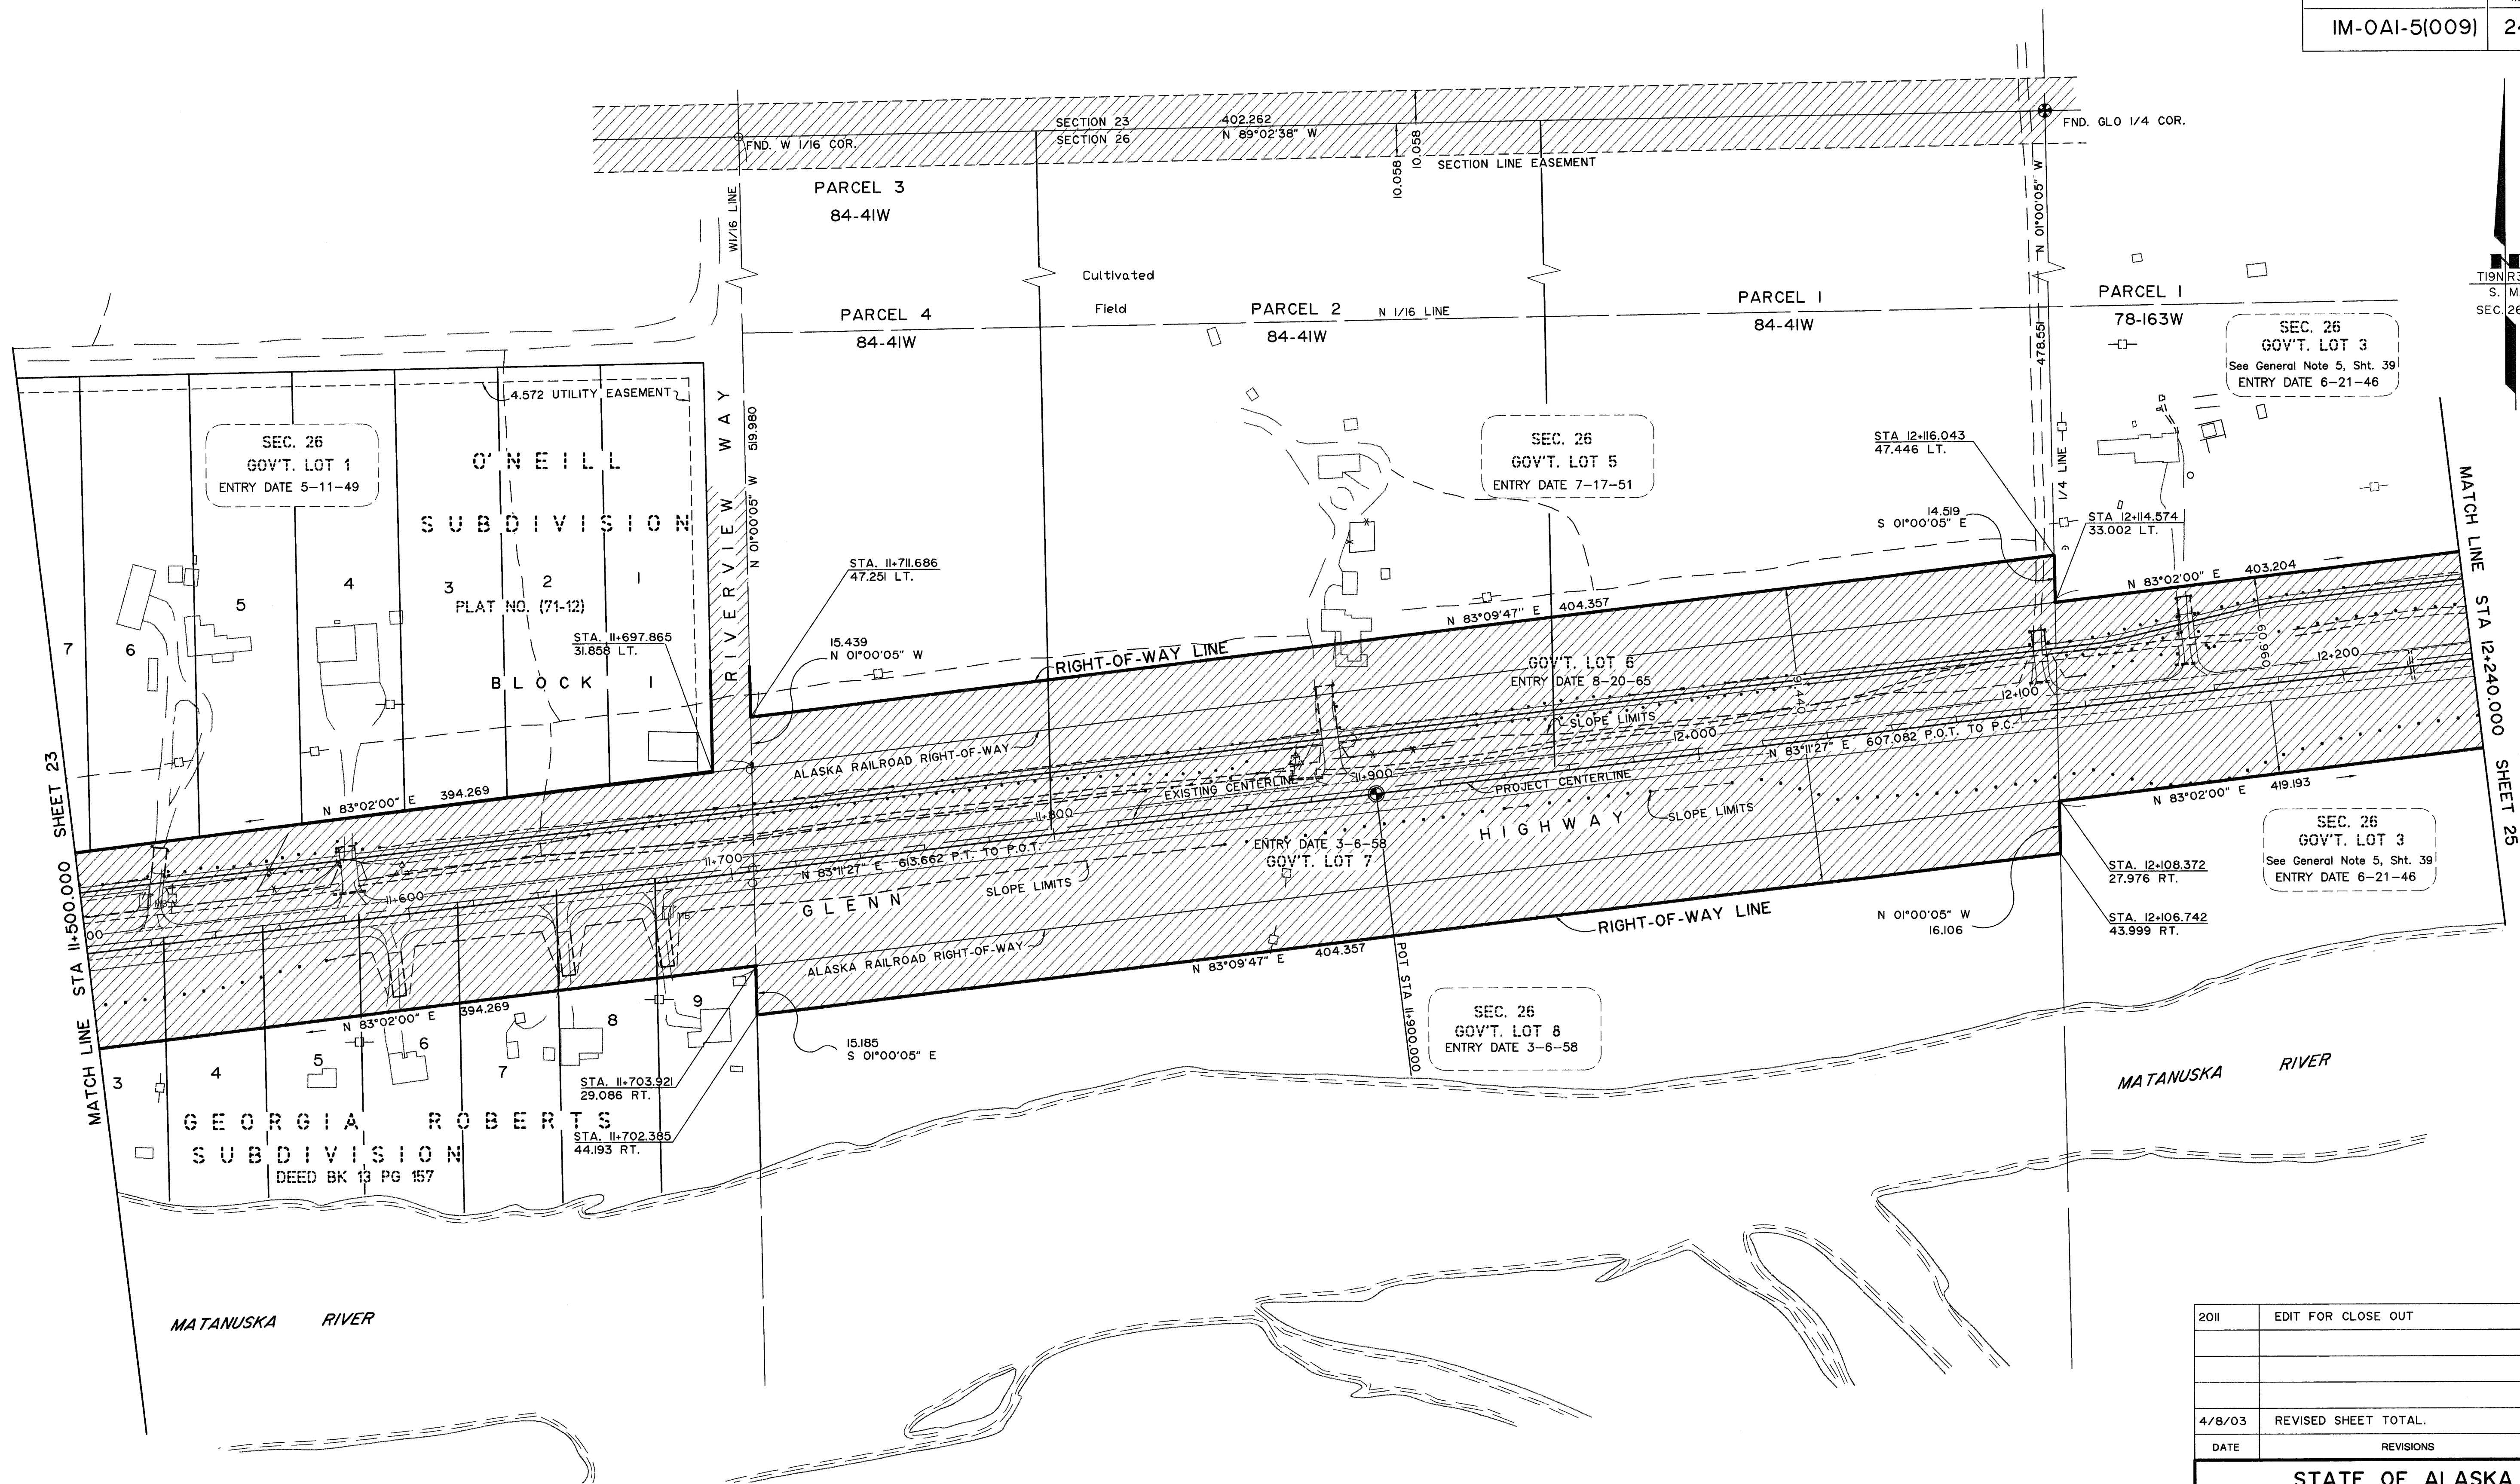 IM-0A1-5(009)
SECTION 23
402.262
N 89°02'38" W
SECTION 26
10.058
10.058
SECTION LINE EASEMENT
FND. W 1/16 COR.
FND. GLO 1/4 COR.
W1/16 LINE
PARCEL 3
84-41W
N 01°00'05" W
478.551
1/4 LINE
Cultivated
Field
PARCEL 4
84-41W
PARCEL 2
84-41W
N 1/16 LINE
PARCEL 1
84-41W
PARCEL 1
78-163W
S.
SEC. 26
GOV'T. LOT 3
See General Note 5, Sht. 39
ENTRY DATE 6-21-46
4.572 UTILITY EASEMENT
SEC. 26
GOV'T. LOT 1
ENTRY DATE 5-11-49
O'NEILL
SUBDIVISION
7
6
5
4
3
2
1
PLAT NO. (71-12)
BLOCK 1
RIVERVIEW WAY
N 01°00'05" W 519.980
SEC. 26
GOV'T. LOT 5
ENTRY DATE 7-17-51
STA 12+116.043
47.446 LT.
14.519
S 01°00'05" E
STA 12+114.574
33.002 LT.
STA. 11+711.686
47.251 LT.
STA. 11+697.865
31.858 LT.
15.439
N 01°00'05" W
N 83°09'47" E 404.357
N 83°02'00" E 403.204
MATCH LINE STA 12+240.000 SHEET 25
RIGHT-OF-WAY LINE
GOV'T. LOT 6
ENTRY DATE 8-20-65
91.440
60.960
12+200
12+100
SLOPE LIMITS
12+000
N 83°11'27" E 607.082 P.O.T. TO P.C.
ALASKA RAILROAD RIGHT-OF-WAY
EXISTING CENTERLINE
11+900
PROJECT CENTERLINE
N 83°02'00" E 394.269
MATCH LINE STA 11+500.000 SHEET 23
11+800
11+700
N 83°11'27" E 613.662 P.T. TO P.O.T.
11+600
00
MB
MB
GLENN HIGHWAY
SLOPE LIMITS
SLOPE LIMITS
ENTRY DATE 3-6-58
GOV'T. LOT 7
N 83°02'00" E 419.193
SEC. 26
GOV'T. LOT 3
See General Note 5, Sht. 39
ENTRY DATE 6-21-46
STA. 12+108.372
27.976 RT.
STA. 12+106.742
43.999 RT.
N 01°00'05" W
16.106
RIGHT-OF-WAY LINE
ALASKA RAILROAD RIGHT-OF-WAY
N 83°09'47" E 404.357
POT STA 11+900.000
SEC. 26
GOV'T. LOT 8
ENTRY DATE 3-6-58
N 83°02'00" E 394.269
3
4
5
6
7
8
9
15.185
S 01°00'05" E
STA. 11+703.921
29.086 RT.
STA. 11+702.385
44.193 RT.
GEORGIA ROBERTS
SUBDIVISION
DEED BK 13 PG 157
MATANUSKA RIVER
MATANUSKA RIVER
2011 EDIT FOR CLOSE OUT
4/8/03 REVISED SHEET TOTAL.
DATE REVISIONS
STATE OF ALASKA